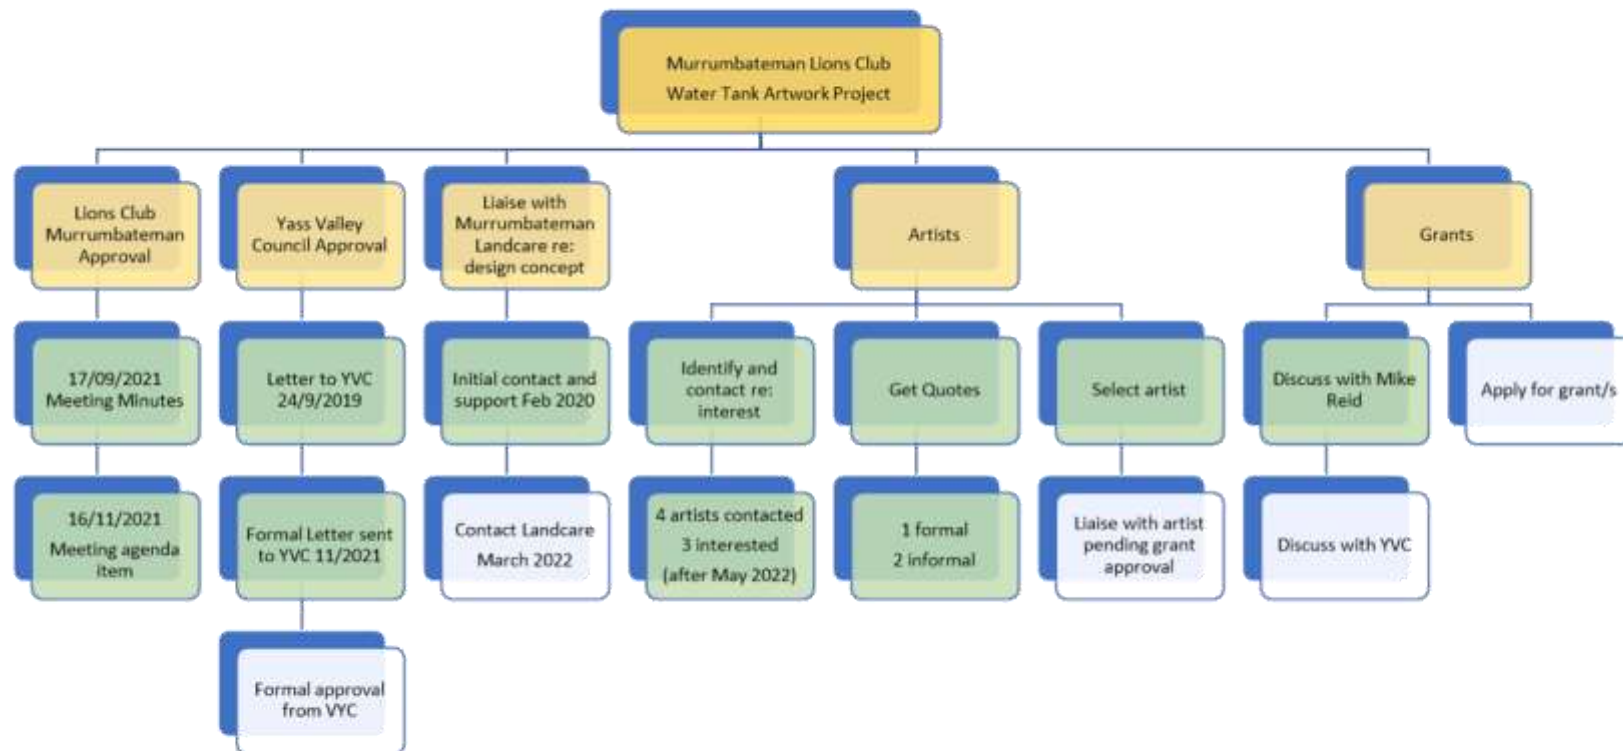 Murrumbateman Lions Club
Water Tank Artwork Project
Lions Club
Murrumbateman
Approval
Yass Valley
Council Approval
Liaise with
Murrumbateman
Landcare re:
design concept
Artists
Grants
17/09/2021
Meeting Minutes
Letter to YVC
24/9/2019
Initial contact and
support Feb 2020
Identify and
contact re:
interest
Get Quotes
Select artist
Discuss with Mike
Reid
Apply for grant/s
16/11/2021
Meeting agenda
item
Formal Letter sent
to YVC 11/2021
Contact Landcare
March 2022
4 artists contacted
3 interested
(after May 2022)
1 formal
2 informal
Liaise with artist
pending grant
approval
Discuss with YVC
Formal approval
from VYC